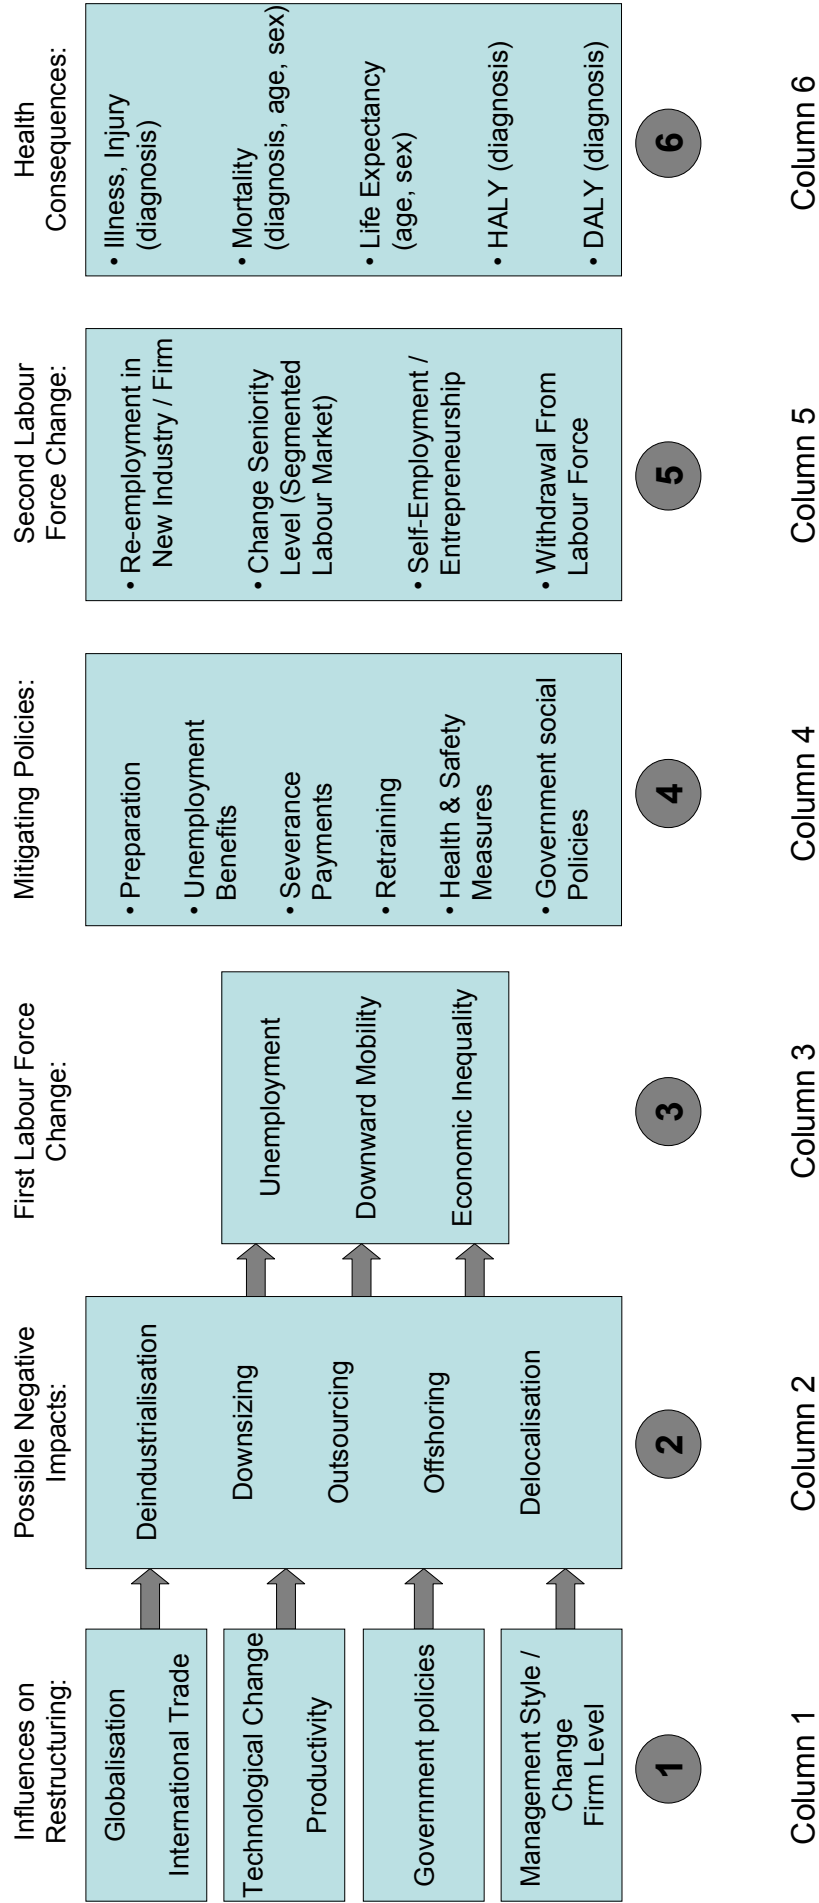 Influences on
Restructuring:
Globalisation
International Trade
Technological Change
Productivity
Government policies
Management Style /
Change
Firm Level
1
Column 1
Possible Negative
Impacts:
Deindustrialisation
Downsizing
Outsourcing
Offshoring
Delocalisation
2
Column 2
First Labour Force
Change:
Unemployment
Downward Mobility
Economic Inequality
3
Column 3
Mitigating Policies:
• Preparation
• Unemployment
Benefits
• Severance
Payments
• Retraining
• Health & Safety
Measures
• Government social
Policies
4
Column 4
Second Labour
Force Change:
• Re-employment in
New Industry / Firm
• Change Seniority
Level (Segmented
Labour Market)
• Self-Employment /
Entrepreneurship
• Withdrawal From
Labour Force
5
Column 5
Health
Consequences:
• Illness, Injury
(diagnosis)
• Mortality
(diagnosis, age, sex)
• Life Expectancy
(age, sex)
• HALY (diagnosis)
• DALY (diagnosis)
6
Column 6